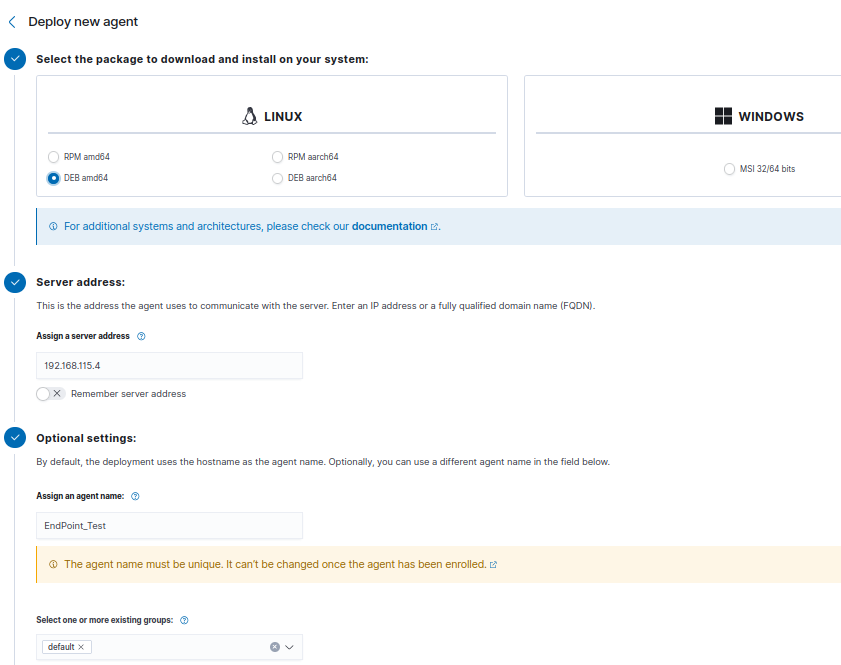 Deploy new agent
Select the package to download and install on your system:
LINUX
RPM amd64
RPM aarch64
DEB amd64
DEB aarch64
WINDOWS
MSI 32/64 bits
For additional systems and architectures, please check our documentation.
Server address:
This is the address the agent uses to communicate with the server. Enter an IP address or a fully qualified domain name (FQDN).
Assign a server address
192.168.115.4
Remember server address
Optional settings:
By default, the deployment uses the hostname as the agent name. Optionally, you can use a different agent name in the field below.
Assign an agent name:
EndPoint_Test
The agent name must be unique. It can't be changed once the agent has been enrolled.
Select one or more existing groups:
default